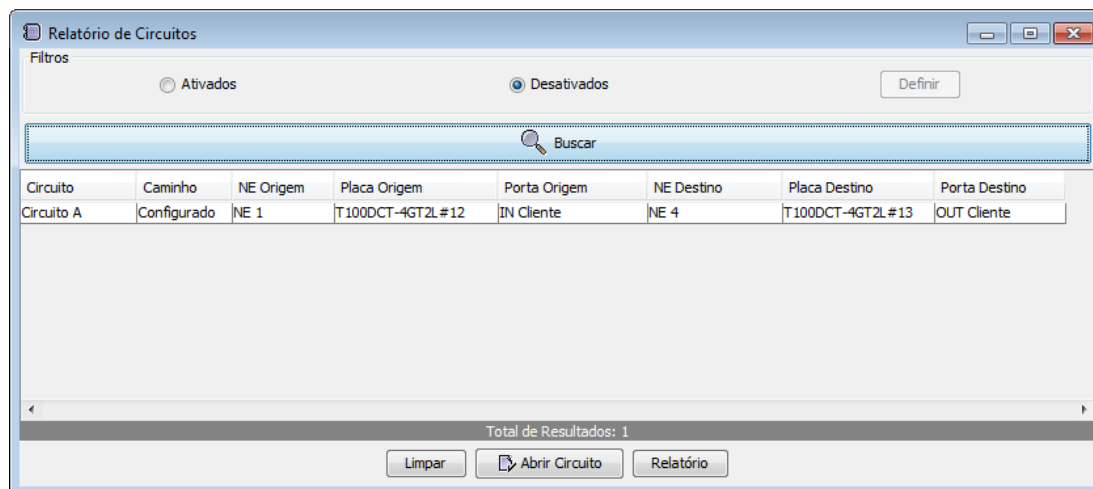 Relatório de Circuitos
Filtros
Ativados Desativados Definir
Buscar
Circuito Caminho NE Origem Placa Origem Porta Origem NE Destino Placa Destino Porta Destino
Circuito A Configurado NE 1 T100DCT-4GT2L#12 IN Cliente NE 4 T100DCT-4GT2L#13 OUT Cliente
Total de Resultados: 1
Limpar Abrir Circuito Relatório